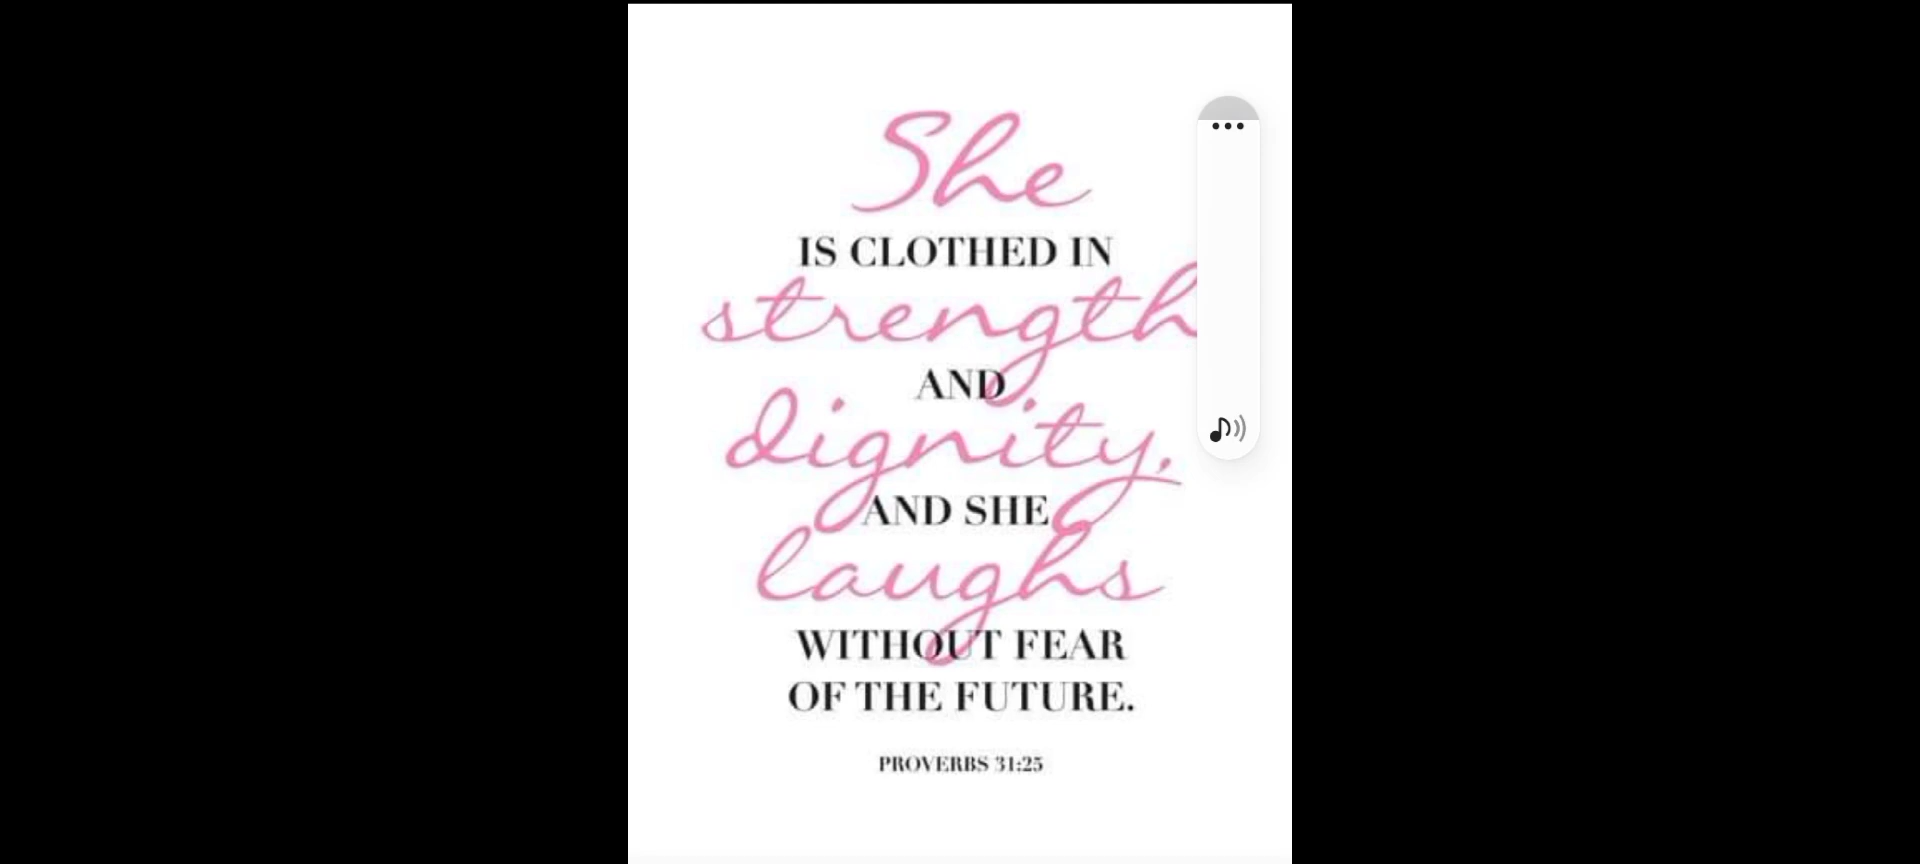 She
IS CLOTHED IN
strength
AND
dignity,
AND SHE
laughs
WITHOUT FEAR
OF THE FUTURE.
PROVERBS 31:25